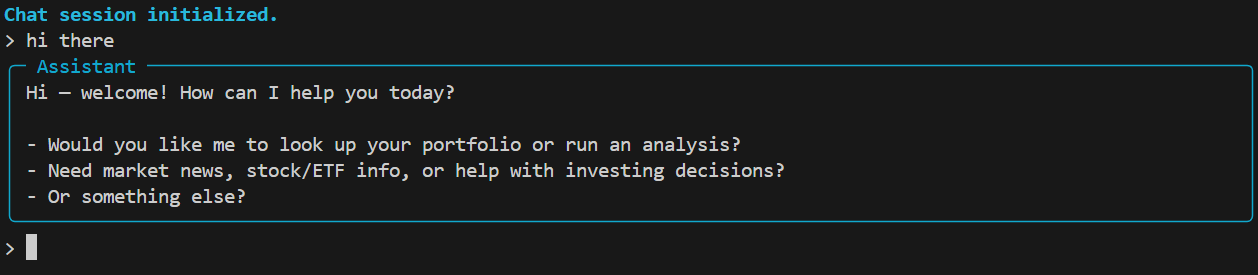 Chat session initialized.
> hi there
Assistant
Hi — welcome! How can I help you today?
- Would you like me to look up your portfolio or run an analysis?
- Need market news, stock/ETF info, or help with investing decisions?
- Or something else?
>